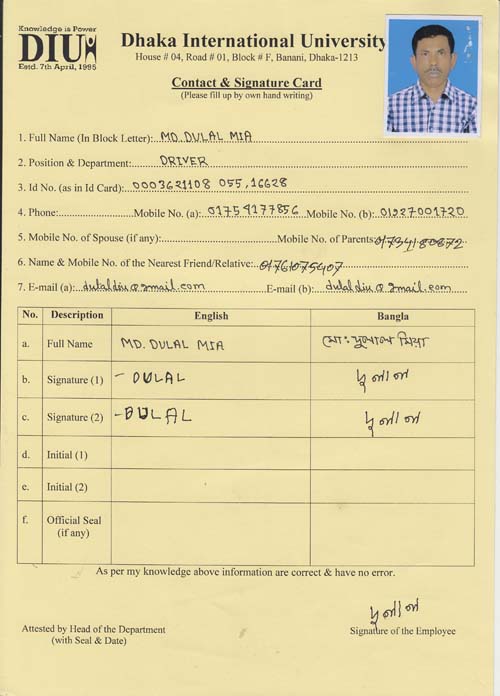 Knowledge is Power
DIU
Estd. 7th April, 1995
Dhaka International University
House # 04, Road # 01, Block # F, Banani, Dhaka-1213
Contact & Signature Card
(Please fill up by own hand writing)
1. Full Name (In Block Letter): MD. DULAL MIA
2. Position & Department: DRIVER
3. Id No. (as in Id Card): 0003621108 055,16628
4. Phone: Mobile No. (a): 01754177856 Mobile No. (b): 01927001720
5. Mobile No. of Spouse (if any): Mobile No. of Parents: 01734180872
6. Name & Mobile No. of the Nearest Friend/Relative: 01761075407
7. E-mail (a): dulaldiu@gmail.com E-mail (b): dulaldiu@gmail.com
No. Description English Bangla
a. Full Name MD. DULAL MIA মো: দুলাল মিয়া
b. Signature (1) - DULAL দুলাল
c. Signature (2) - DULAL দুলাল
d. Initial (1)
e. Initial (2)
f. Official Seal
(if any)
As per my knowledge above information are correct & have no error.
দুলাল
Attested by Head of the Department Signature of the Employee
(with Seal & Date)